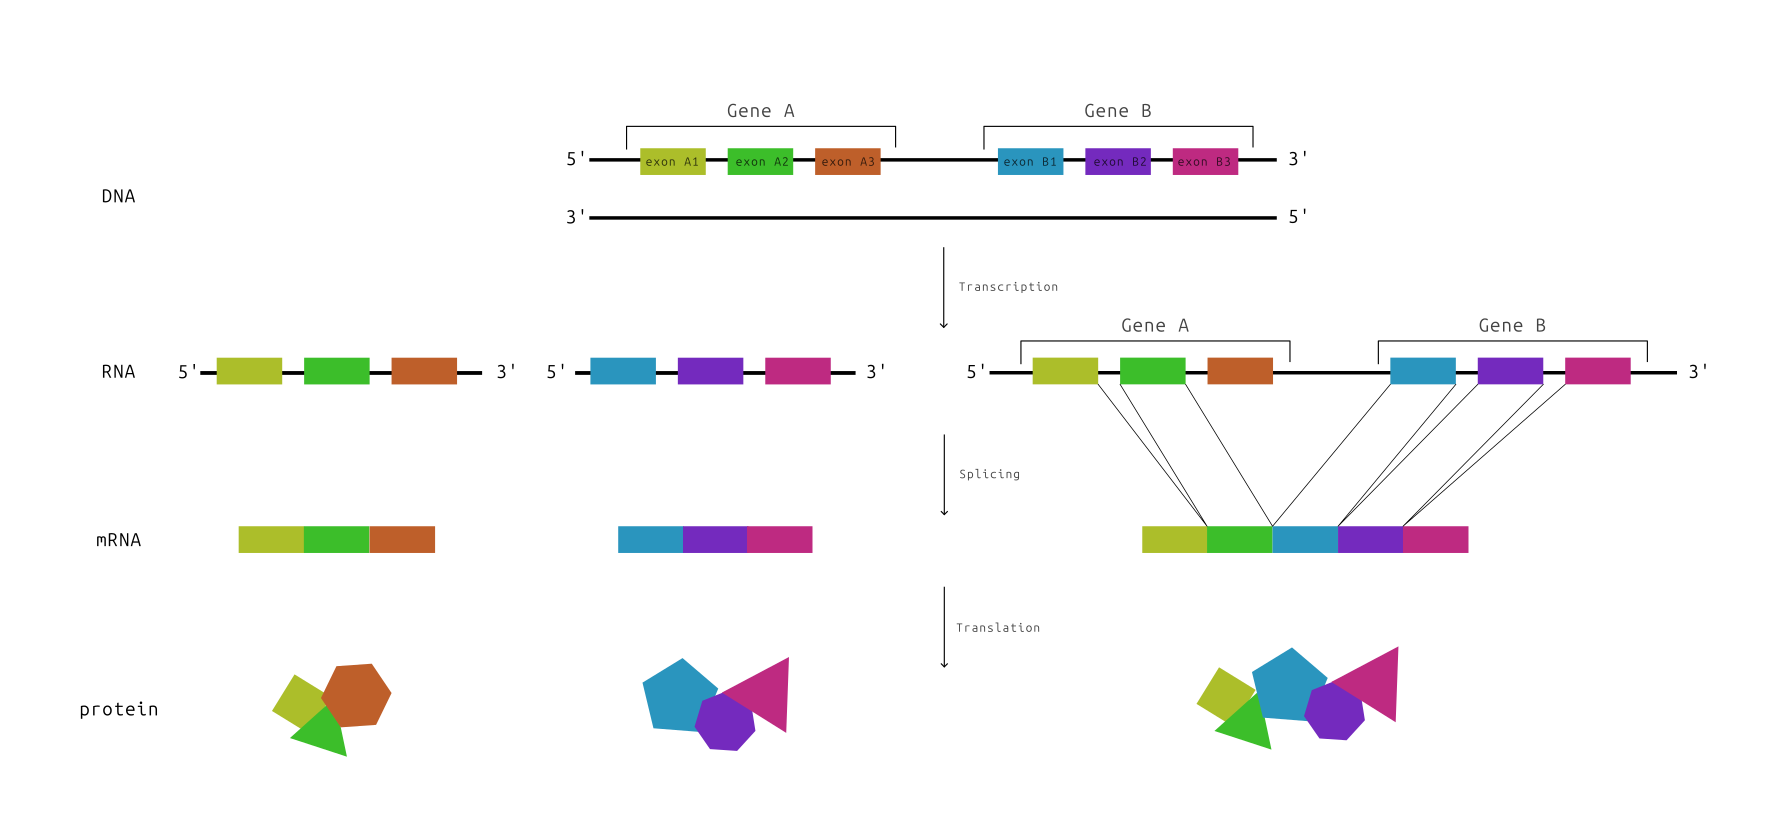 Gene A
Gene B
5' exon A1 exon A2 exon A3 exon B1 exon B2 exon B3 3'
DNA
3' 5'
Transcription
Gene A
Gene B
RNA 5' 3' 5' 3' 5' 3'
Splicing
mRNA
Translation
protein